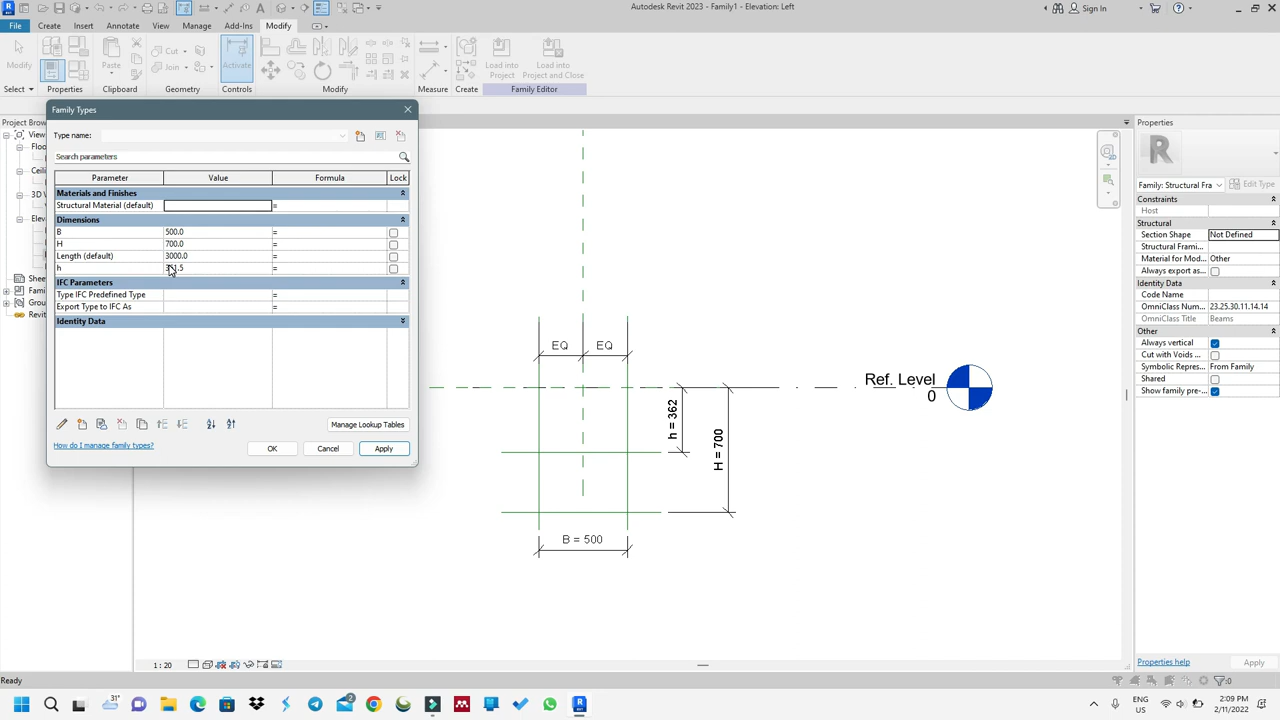 Autodesk Revit 2023 - Family1 - Elevation: Left
Sign In
File Create Insert Annotate View Manage Add-Ins Modify
Modify
Paste
Cut
Join
Activate
Load into Project
Load into Project and Close
Select Properties Clipboard Geometry Controls Modify Measure Create Family Editor
Family Types
Type name:
Search parameters
Parameter Value Formula Lock
Materials and Finishes
Structural Material (default) =
Dimensions
B 500.0 =
H 700.0 =
Length (default) 3000.0 =
h =
IFC Parameters
Type IFC Predefined Type =
Export Type to IFC As =
Identity Data
Manage Lookup Tables
How do I manage family types?
OK Cancel Apply
EQ EQ
h = 362
H = 700
B = 500
Ref. Level
0
Properties
Family: Structural Fra
Edit Type
Constraints
Host
Structural
Section Shape Not Defined
Structural Frami...
Material for Mod... Other
Always export as...
Identity Data
Code Name
OmniClass Num... 23.25.30.11.14.14
OmniClass Title Beams
Other
Always vertical
Cut with Voids ...
Symbolic Repres... From Family
Shared
Show family pre-...
Properties help Apply
1 : 20
Ready
:0
31°
2
ENG
US
2:09 PM
2/11/2022